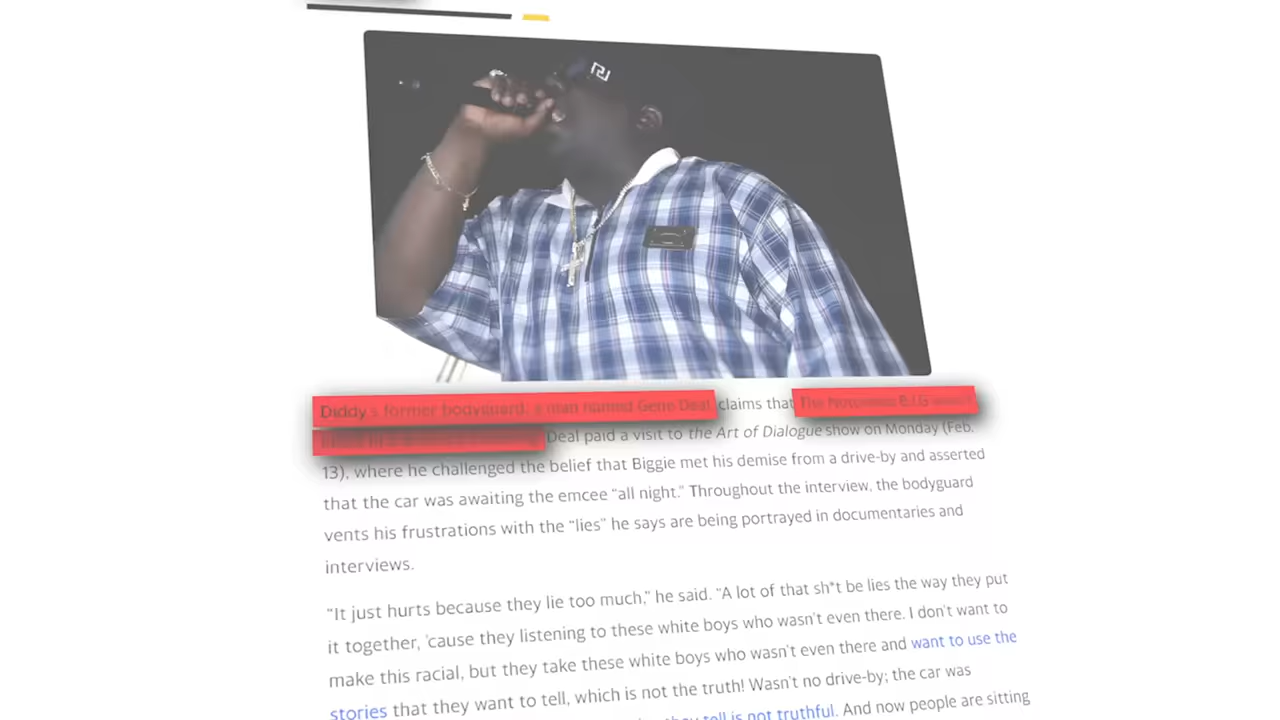 Diddy's former bodyguard; a man named Gene Deal claims that The Notorious B.I.G
Deal paid a visit to the Art of Dialogue show on Monday (Feb.
13), where he challenged the belief that Biggie met his demise from a drive-by and asserted
that the car was awaiting the emcee “all night.” Throughout the interview, the bodyguard
vents his frustrations with the “lies” he says are being portrayed in documentaries and
interviews.
“It just hurts because they lie too much,” he said. “A lot of that sh*t be lies the way they put
it together, ’cause they listening to these white boys who wasn’t even there. I don’t want to
make this racial, but they take these white boys who wasn’t even there and want to use the
stories that they want to tell, which is not the truth! Wasn’t no drive-by; the car was
they tell is not truthful. And now people are sitting